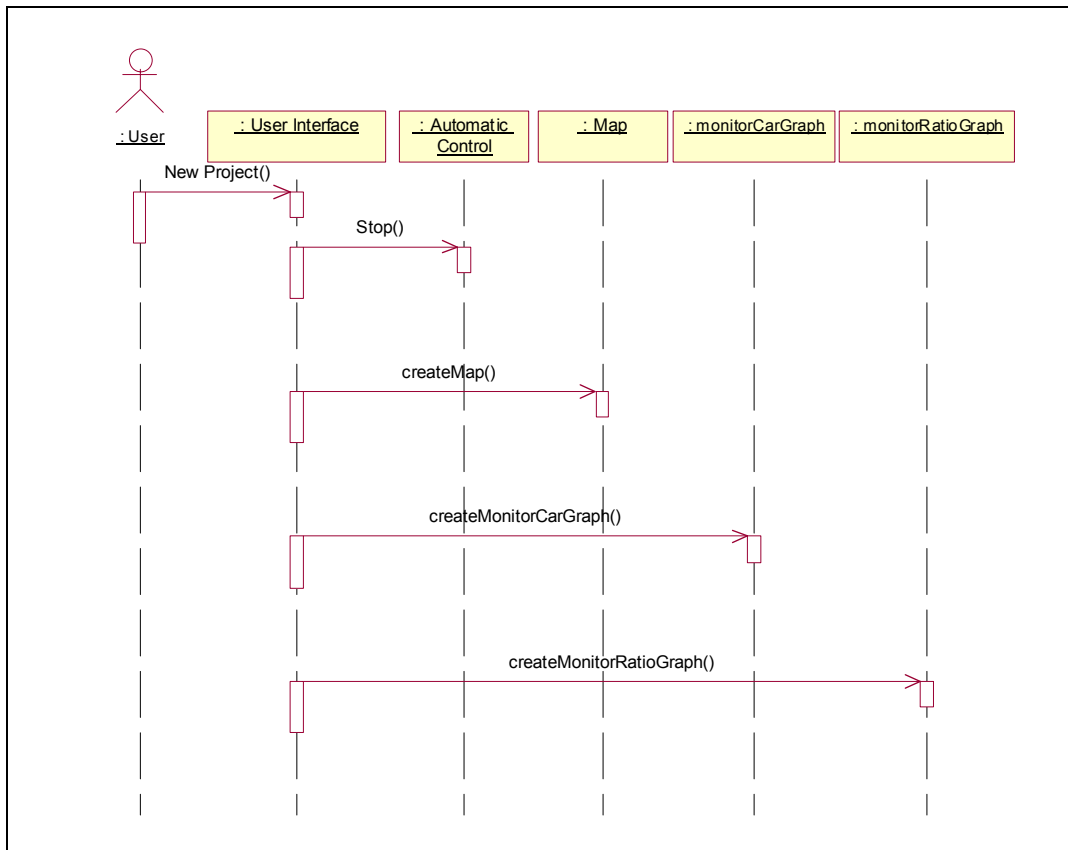 : User
: User Interface
: Automatic
Control
: Map
: monitorCarGraph
: monitorRatioGraph
New Project()
Stop()
createMap()
createMonitorCarGraph()
createMonitorRatioGraph()